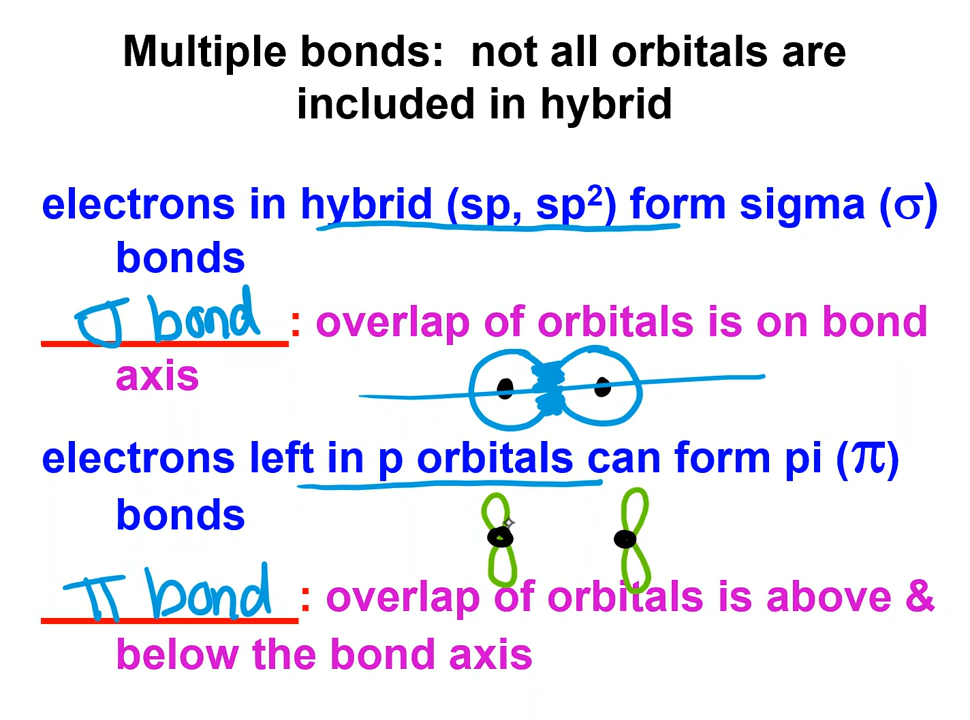 Multiple bonds: not all orbitals are
included in hybrid
electrons in hybrid (sp, sp²) form sigma (σ)
bonds
σ bond : overlap of orbitals is on bond
axis
electrons left in p orbitals can form pi (π)
bonds
π bond : overlap of orbitals is above &
below the bond axis